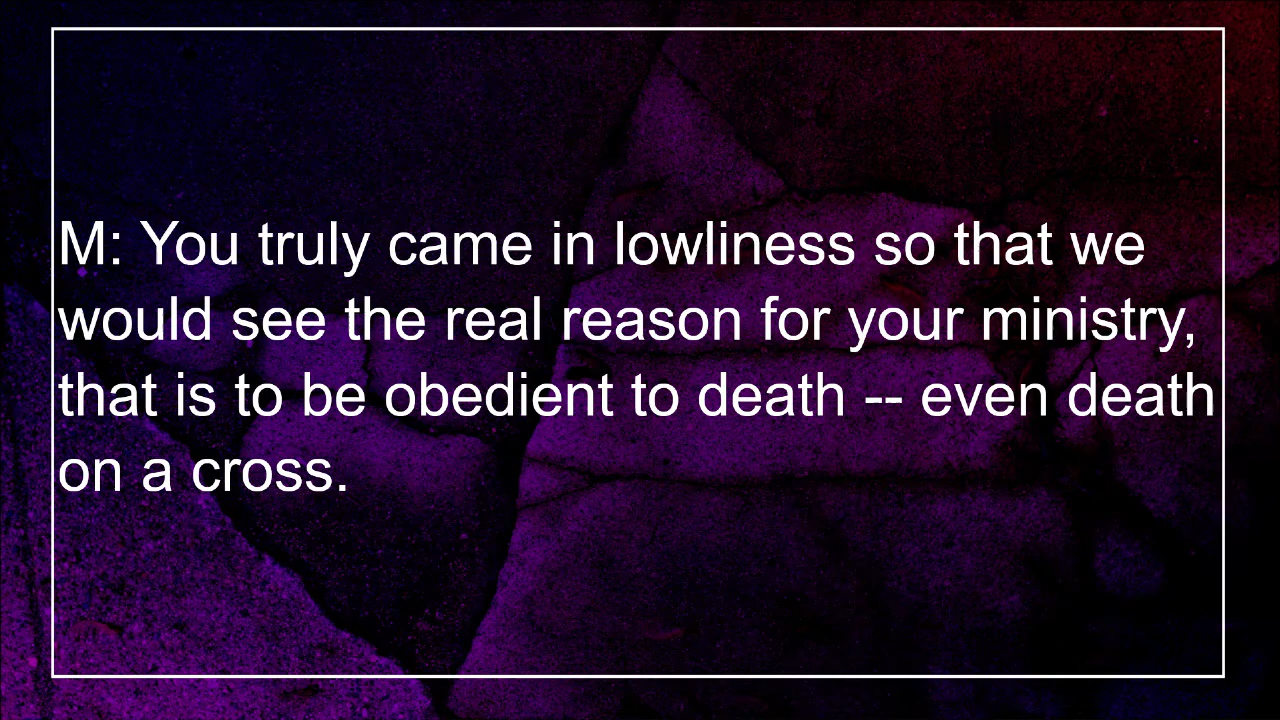 M: You truly came in lowliness so that we
would see the real reason for your ministry,
that is to be obedient to death -- even death
on a cross.